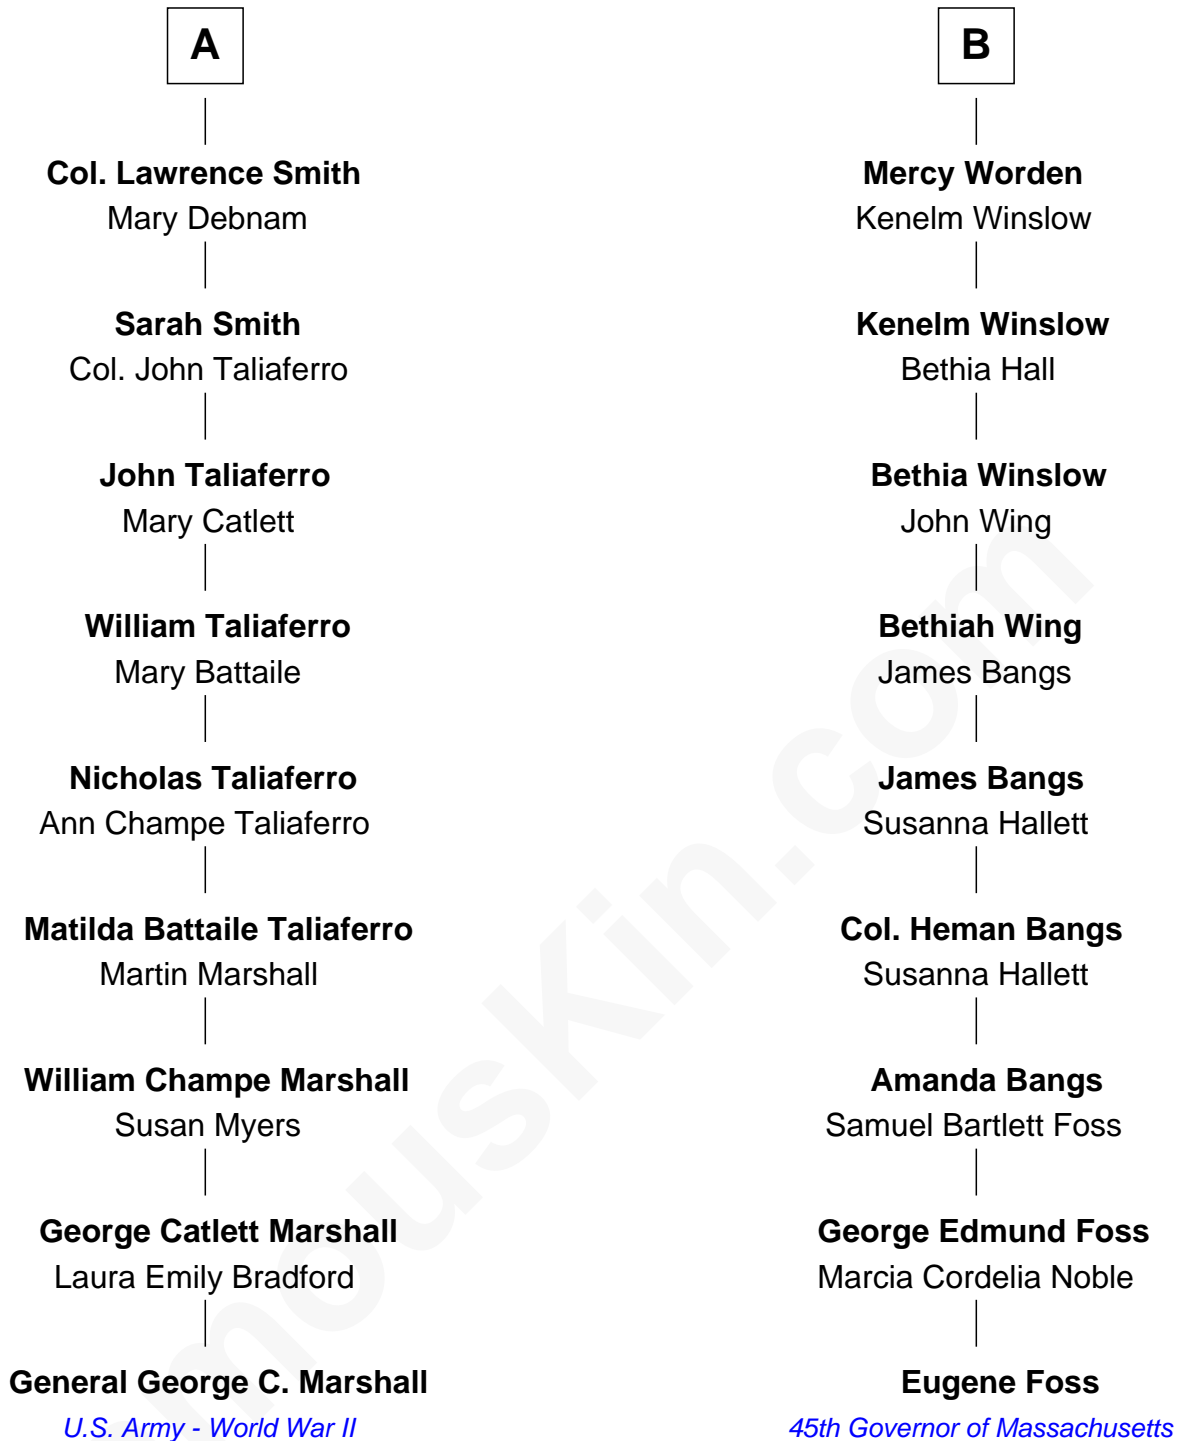 A
Col. Lawrence Smith
Mary Debnam
Sarah Smith
Col. John Taliaferro
John Taliaferro
Mary Catlett
William Taliaferro
Mary Battaile
Nicholas Taliaferro
Ann Champe Taliaferro
Matilda Battaile Taliaferro
Martin Marshall
William Champe Marshall
Susan Myers
George Catlett Marshall
Laura Emily Bradford
General George C. Marshall
U.S. Army - World War II
B
Mercy Worden
Kenelm Winslow
Kenelm Winslow
Bethia Hall
Bethia Winslow
John Wing
Bethiah Wing
James Bangs
James Bangs
Susanna Hallett
Col. Heman Bangs
Susanna Hallett
Amanda Bangs
Samuel Bartlett Foss
George Edmund Foss
Marcia Cordelia Noble
Eugene Foss
45th Governor of Massachusetts
mousKin.com